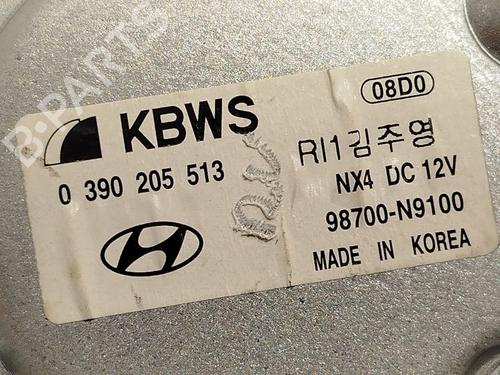 B-PARTS
KBWS
0 390 205 513
08D0
RI1김주영
NX4 DC 12V
98700-N9100
MADE IN KOREA